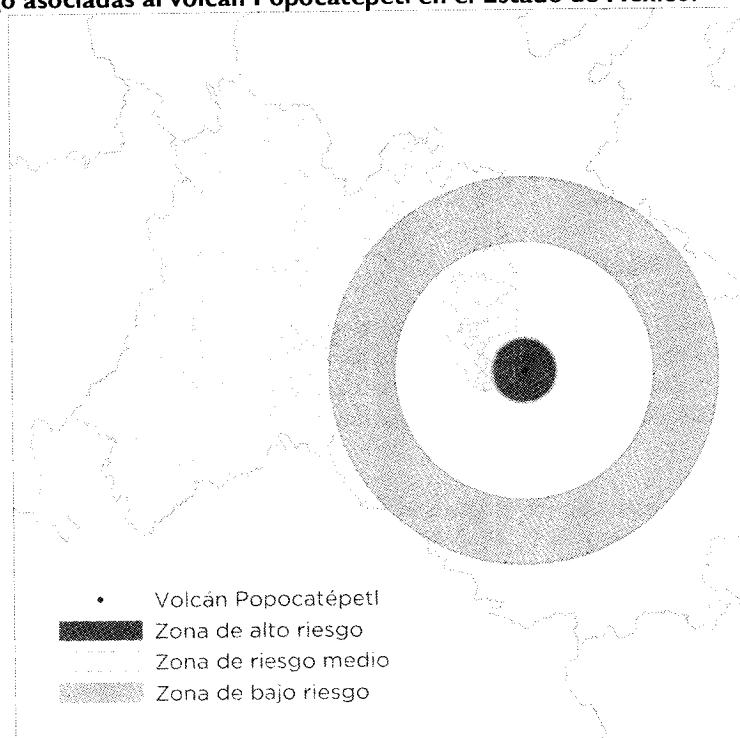 o asociadas al volcán Popocatépetl en el Estado de México.
Volcán Popocatépetl
Zona de alto riesgo
Zona de riesgo medio
Zona de bajo riesgo